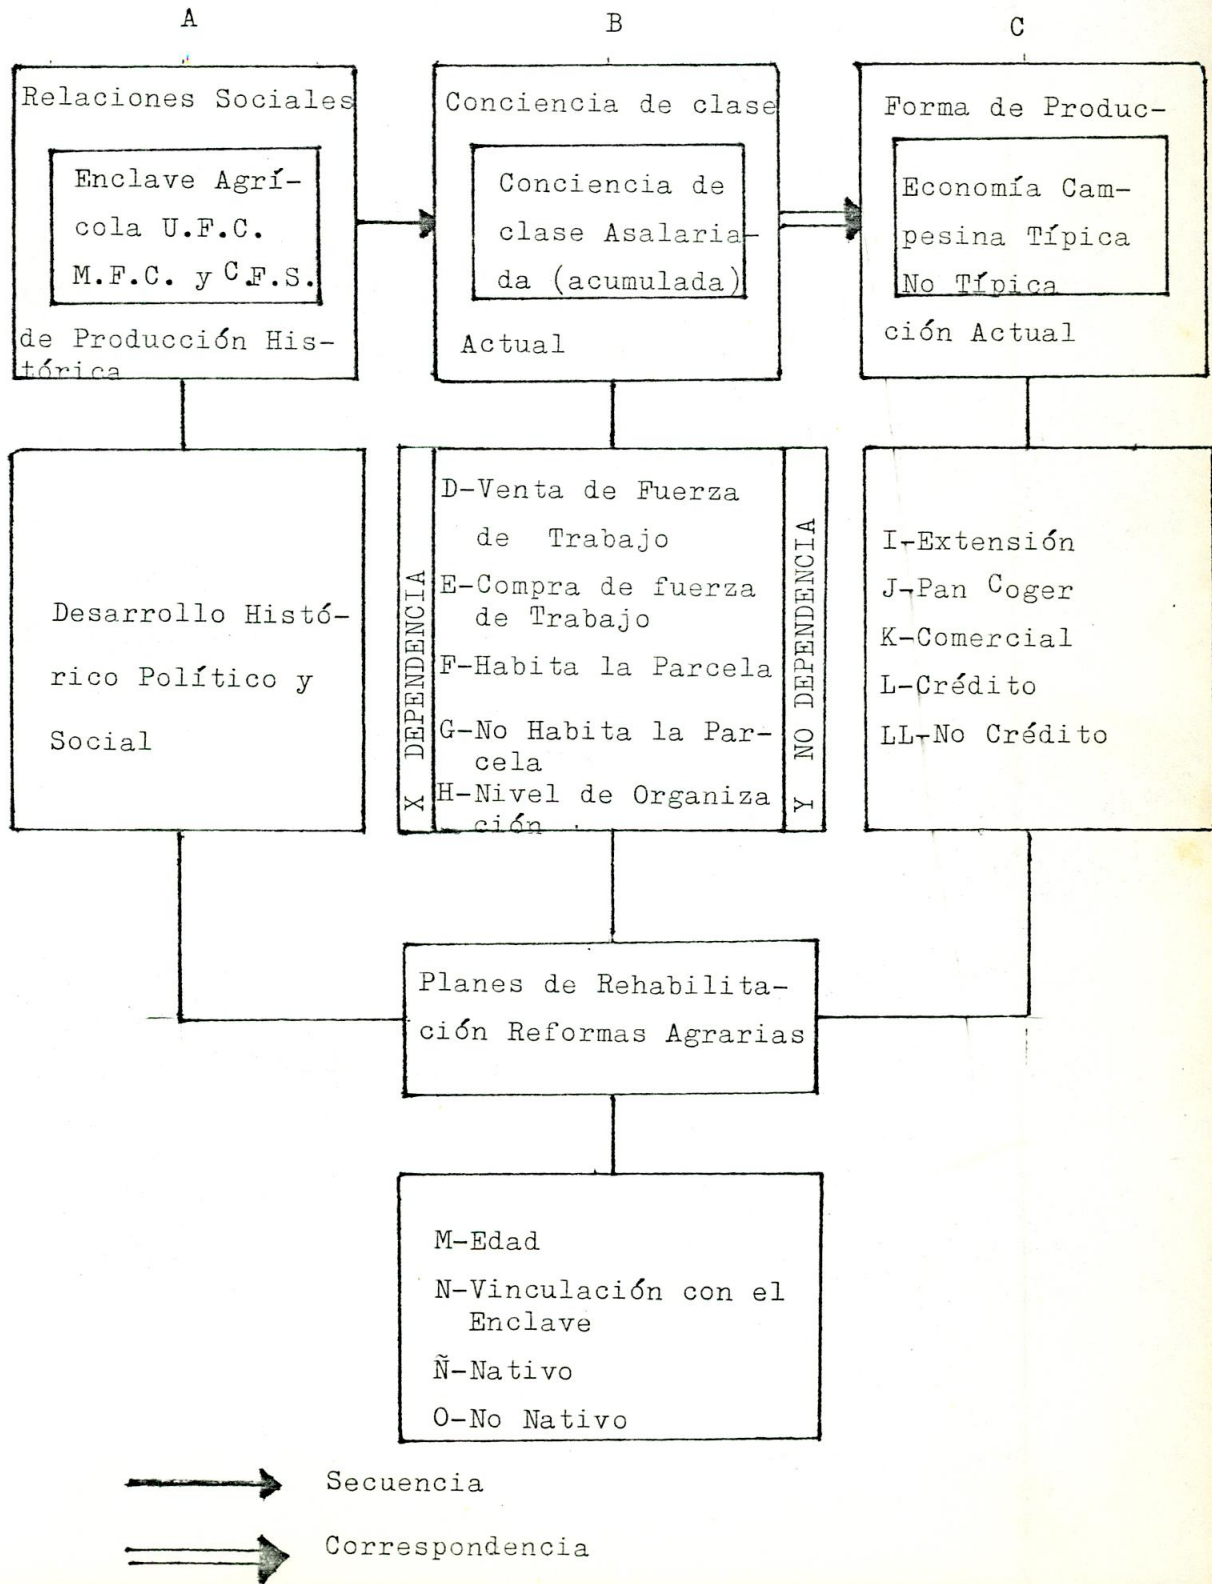 A
B
C
Relaciones Sociales
Enclave Agrí-
cola U.F.C.
M.F.C. y C.F.S.
de Producción His-
tórica
Conciencia de clase
Conciencia de
clase Asalaria-
da (acumulada)
Actual
Forma de Produc-
Economía Cam-
pesina Típica
No Típica
ción Actual
Desarrollo Histó-
rico Político y
Social
X DEPENDENCIA
D-Venta de Fuerza
de Trabajo
E-Compra de fuerza
de Trabajo
F-Habita la Parcela
G-No Habita la Par-
cela
H-Nivel de Organiza
ción
Y NO DEPENDENCIA
I-Extensión
J-Pan Coger
K-Comercial
L-Crédito
LL-No Crédito
Planes de Rehabilita-
ción Reformas Agrarias
M-Edad
N-Vinculación con el
Enclave
Ñ-Nativo
O-No Nativo
Secuencia
Correspondencia